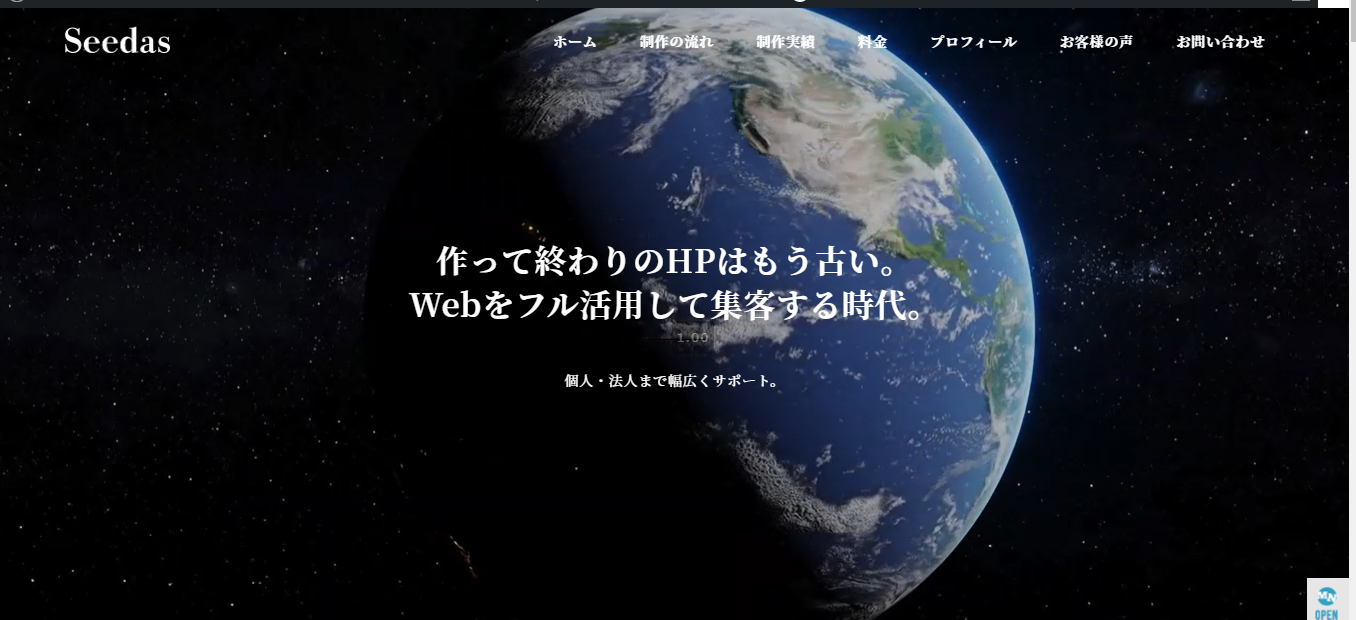 Seedas
ホーム 制作の流れ 制作実績 料金 プロフィール お客様の声 お問い合わせ
作って終わりのHPはもう古い。
Webをフル活用して集客する時代。
1.00
個人・法人まで幅広くサポート。
MN
OPEN